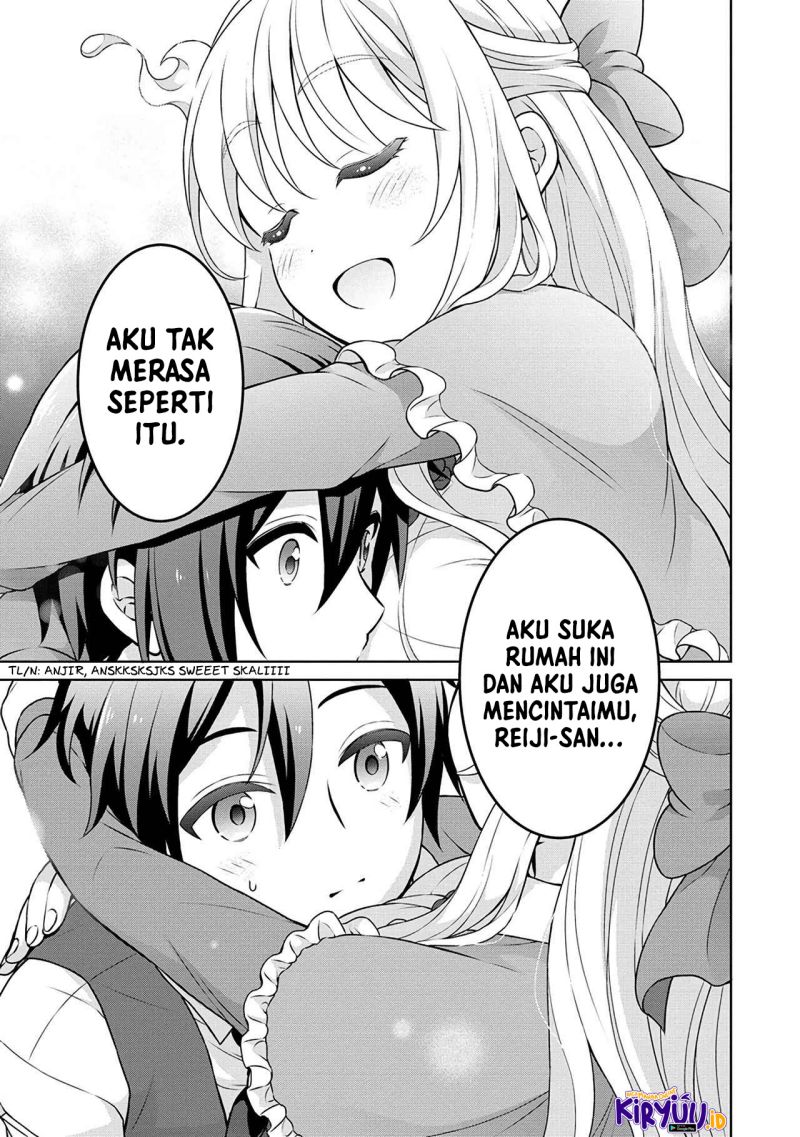 AKU TAK
MERASA
SEPERTI
ITU.
AKU SUKA
RUMAH INI
DAN AKU JUGA
MENCINTAIMU,
REIJI-SAN...
TL/N: ANJIR, ANSKKSKSJKS SWEEET SKALIIII
KIRYUU.ID